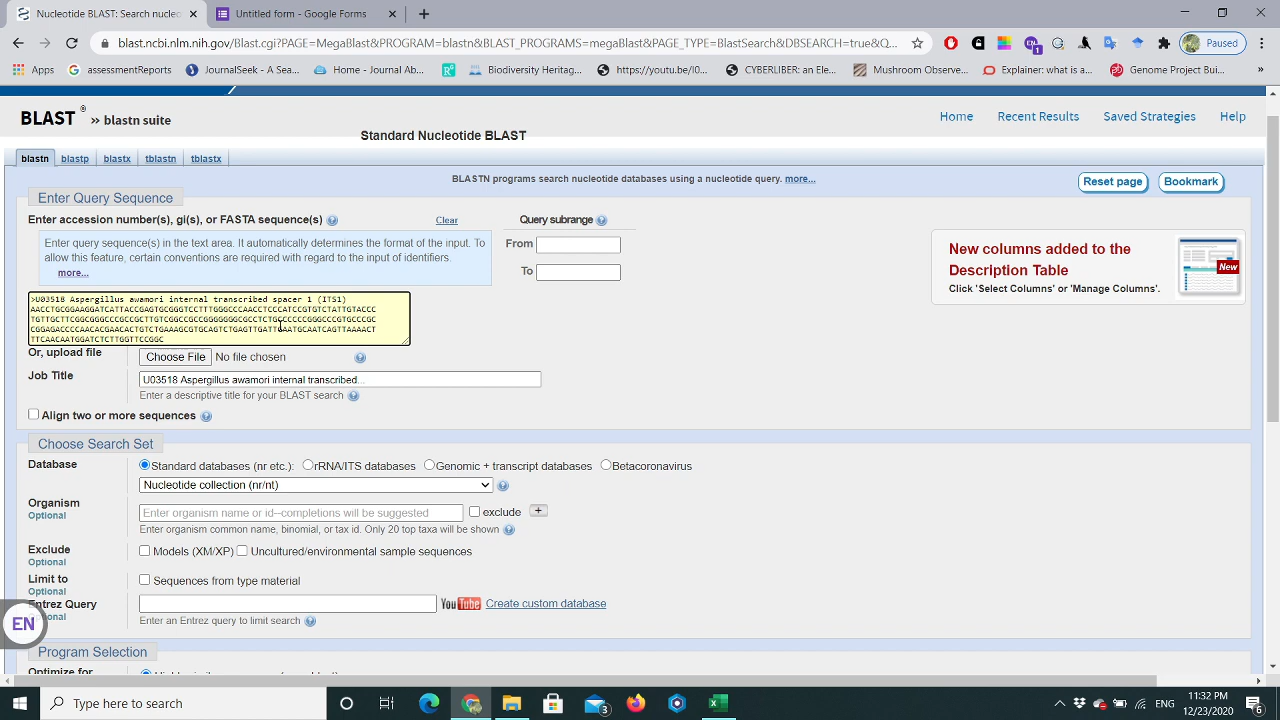 Nucleotide BLAST: Search nucle
Untitled form - Google Forms
blast.ncbi.nlm.nih.gov/Blast.cgi?PAGE=MegaBlast&PROGRAM=blastn&BLAST_PROGRAMS=megaBlast&PAGE_TYPE=BlastSearch&DBSEARCH=true&Q...
Paused
Apps
assessmentReports
JournalSeek - A Sea...
Home - Journal Ab...
Biodiversity Heritag...
https://youtu.be/l0...
CYBERLIBER: an Ele...
Mushroom Observe...
Explainer: what is a...
Genome Project Bui...
BLAST ® » blastn suite
Home Recent Results Saved Strategies Help
Standard Nucleotide BLAST
blastn blastp blastx tblastn tblastx
BLASTN programs search nucleotide databases using a nucleotide query. more...
Reset page Bookmark
Enter Query Sequence
Enter accession number(s), gi(s), or FASTA sequence(s) Clear
Query subrange
Enter query sequence(s) in the text area. It automatically determines the format of the input. To
allow this feature, certain conventions are required with regard to the input of identifiers.
more...
From
To
New columns added to the
Description Table
Click 'Select Columns' or 'Manage Columns'.
New
>U03518 Aspergillus awamori internal transcribed spacer 1 (ITS1)
AACCTGCGGAAGGATCATTACCGAGTGCGGGTCCTTTGGGCCCAACCTCCCATCCGTGTCTATTGTACCC
TGTTGCTTCGGCGGGCCCGCCGCTTGTCGGCCGCCGGGGGGGCGCCTCTGCCCCCCGGGCCCGTGCCCGC
CGGAGACCCCAACACGAACACTGTCTGAAAGCGTGCAGTCTGAGTTGATTGAATGCAATCAGTTAAAACT
TTCAACAATGGATCTCTTGGTTCCGGC
Or, upload file
Choose File No file chosen
Job Title
U03518 Aspergillus awamori internal transcribed...
Enter a descriptive title for your BLAST search
Align two or more sequences
Choose Search Set
Database
Standard databases (nr etc.): rRNA/ITS databases Genomic + transcript databases Betacoronavirus
Nucleotide collection (nr/nt)
Organism
Optional
Enter organism name or id--completions will be suggested
exclude +
Enter organism common name, binomial, or tax id. Only 20 top taxa will be shown
Exclude
Optional
Models (XM/XP) Uncultured/environmental sample sequences
Limit to
Optional
Sequences from type material
Entrez Query
YouTube Create custom database
Enter an Entrez query to limit search
EN
Program Selection
Type here to search
3
11:32 PM
12/23/2020
6